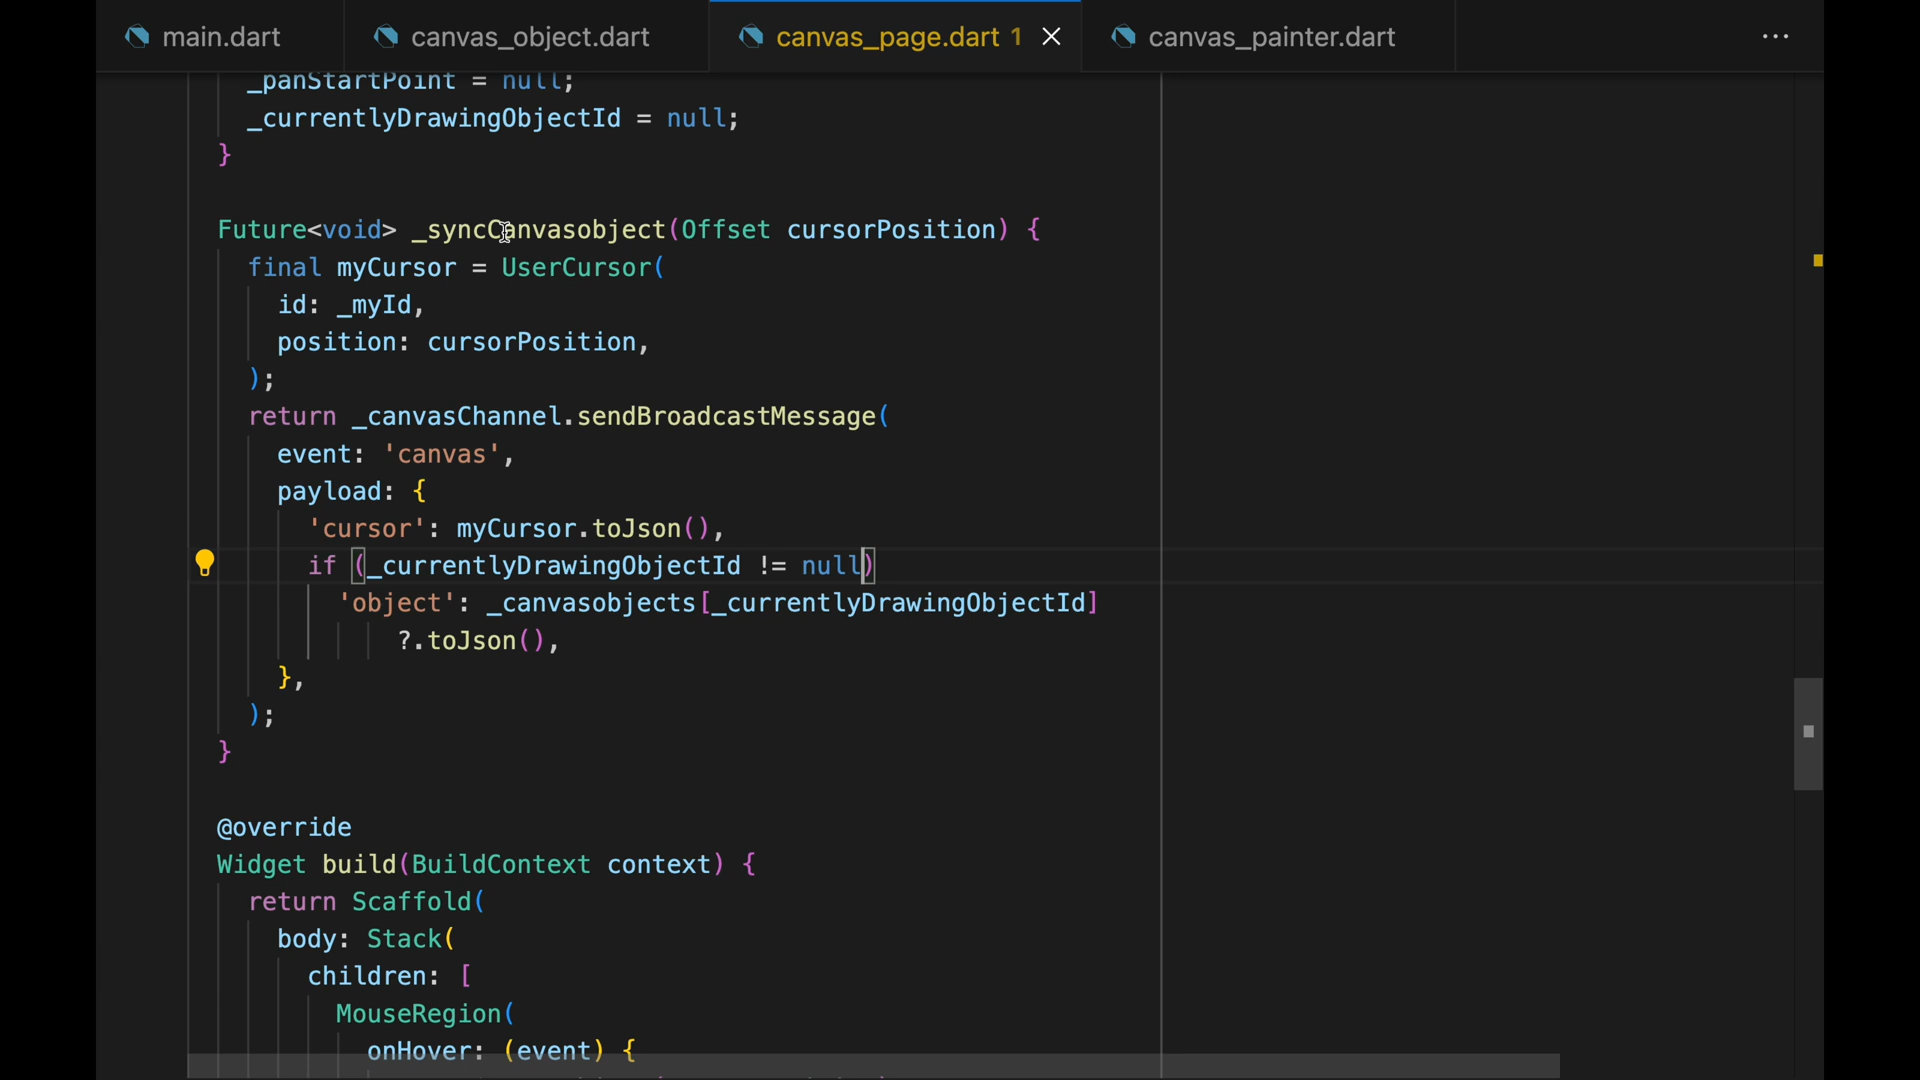 main.dart
canvas_object.dart
canvas_page.dart 1
canvas_painter.dart
_panStartPoint = null;
_currentlyDrawingObjectId = null;
}
Future<void> _syncCanvasobject(Offset cursorPosition) {
final myCursor = UserCursor(
id: _myId,
position: cursorPosition,
);
return _canvasChannel.sendBroadcastMessage(
event: 'canvas',
payload: {
'cursor': myCursor.toJson(),
if (_currentlyDrawingObjectId != null)
'object': _canvasobjects[_currentlyDrawingObjectId]
?.toJson(),
},
);
}
@override
Widget build(BuildContext context) {
return Scaffold(
body: Stack(
children: [
MouseRegion(
onHover: (event) {